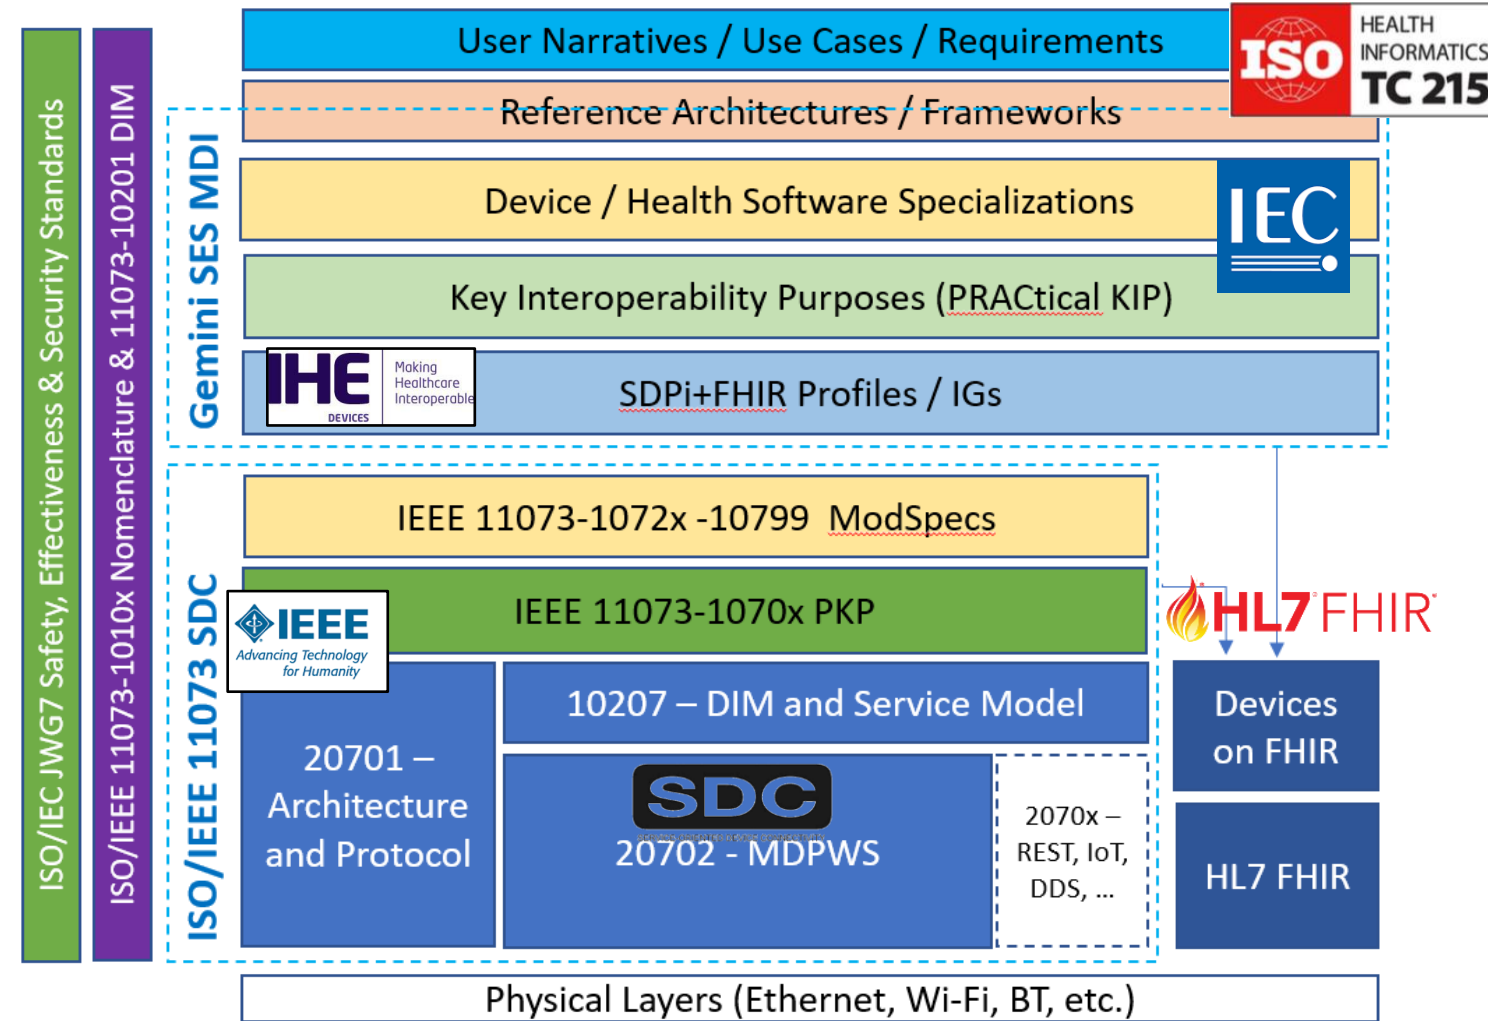 User Narratives / Use Cases / Requirements
ISO
HEALTH
INFORMATICS
TC 215
Reference Architectures / Frameworks
Device / Health Software Specializations
IEC
Key Interoperability Purposes (PRACtical KIP)
IHE
DEVICES
Making
Healthcare
Interoperable
SDPi+FHIR Profiles / IGs
Gemini SES MDI
ISO/IEC JWG7 Safety, Effectiveness & Security Standards
ISO/IEEE 11073-1010x Nomenclature & 11073-10201 DIM
ISO/IEEE 11073 SDC
IEEE 11073-1072x -10799 ModSpecs
IEEE 11073-1070x PKP
IEEE
Advancing Technology
for Humanity
HL7 FHIR
20701 –
Architecture
and Protocol
10207 – DIM and Service Model
SDC
20702 - MDPWS
2070x –
REST, IoT,
DDS, ...
Devices
on FHIR
HL7 FHIR
Physical Layers (Ethernet, Wi-Fi, BT, etc.)